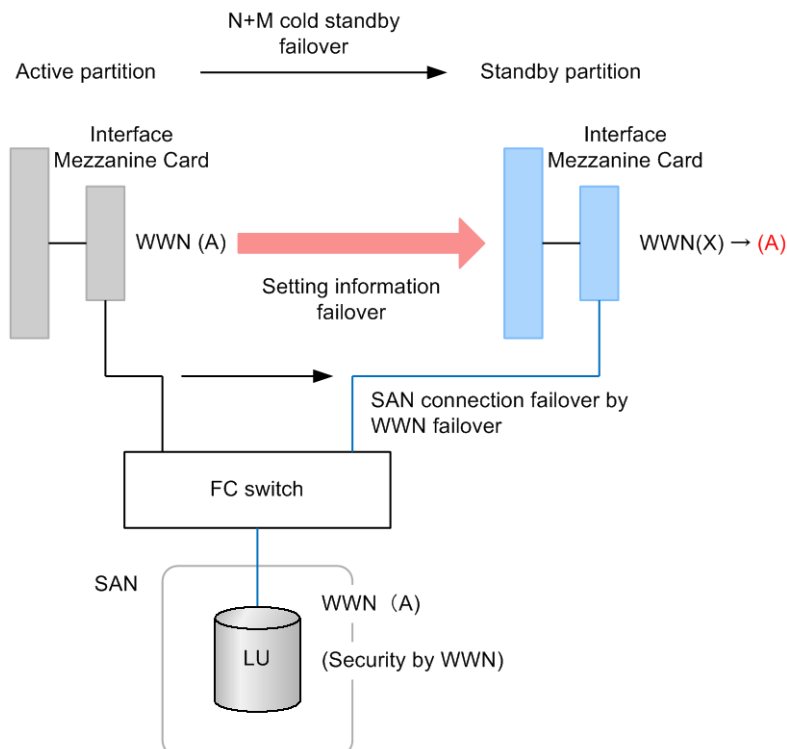 N+M cold standby
failover
Active partition
Standby partition
Interface
Mezzanine Card
Interface
Mezzanine Card
WWN (A)
WWN(X) → (A)
Setting information
failover
SAN connection failover by
WWN failover
FC switch
SAN
WWN（A）
LU
(Security by WWN)